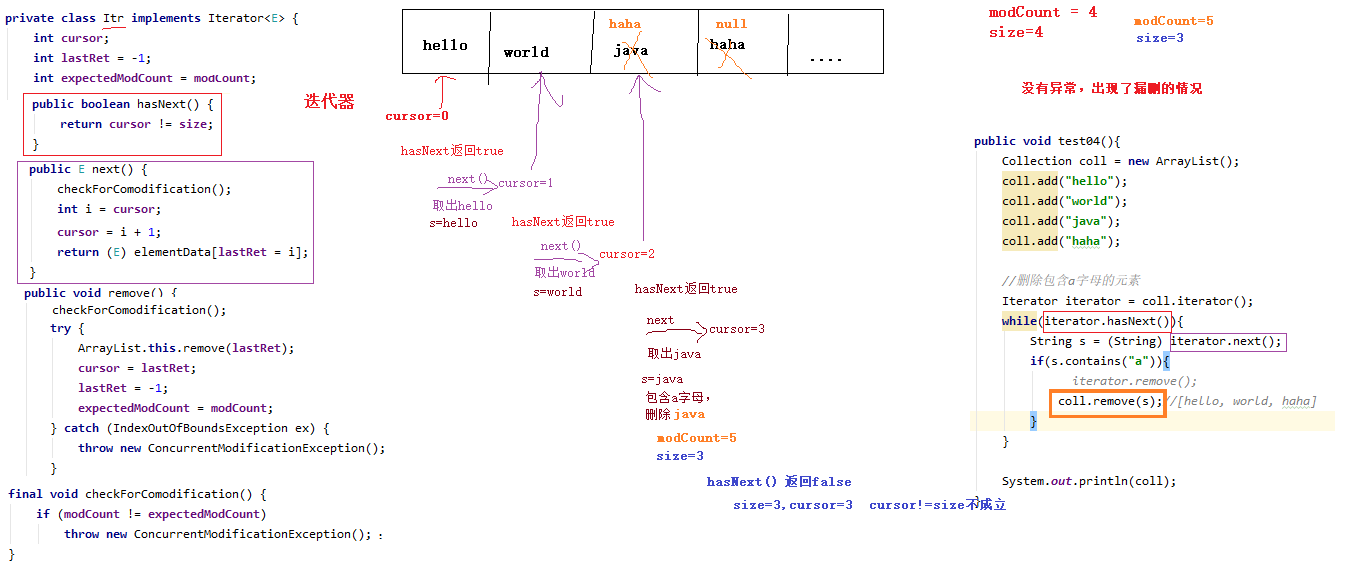 private class Itr implements Iterator<E> {
int cursor;
int lastRet = -1;
int expectedModCount = modCount;
public boolean hasNext() {
return cursor != size;
}
public E next() {
checkForComodification();
int i = cursor;
cursor = i + 1;
return (E) elementData[lastRet = i];
}
public void remove() {
checkForComodification();
try {
ArrayList.this.remove(lastRet);
cursor = lastRet;
lastRet = -1;
expectedModCount = modCount;
} catch (IndexOutOfBoundsException ex) {
throw new ConcurrentModificationException();
}
final void checkForComodification() {
if (modCount != expectedModCount)
throw new ConcurrentModificationException(); ;
}
haha
null
hello
world
java
haha
....
迭代器
cursor=0
hasNext返回true
next()
cursor=1
取出hello
s=hello
hasNext返回true
next()
cursor=2
取出world
s=world
hasNext返回true
next
cursor=3
取出java
s=java
包含a字母,
删除 java
modCount=5
size=3
hasNext() 返回false
size=3,cursor=3 cursor!=size不成立
modCount = 4
size=4
modCount=5
size=3
没有异常，出现了漏删的情况
public void test04(){
Collection coll = new ArrayList();
coll.add("hello");
coll.add("world");
coll.add("java");
coll.add("haha");
//删除包含a字母的元素
Iterator iterator = coll.iterator();
while(iterator.hasNext()){
String s = (String) iterator.next();
if(s.contains("a")){
iterator.remove();
coll.remove(s);//[hello, world, haha]
}
}
System.out.println(coll);
}